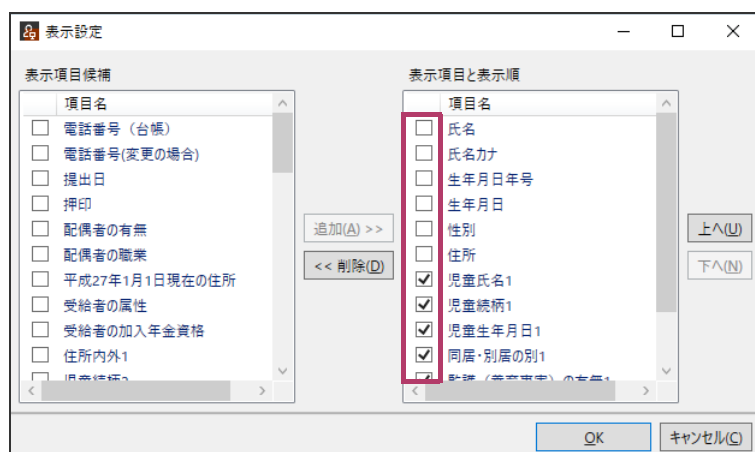 表示設定
表示項目候補
項目名
電話番号（台帳）
電話番号(変更の場合)
提出日
押印
配偶者の有無
配偶者の職業
平成27年1月1日現在の住所
受給者の属性
受給者の加入年金資格
住所内外1
追加(A) >>
<< 削除(D)
表示項目と表示順
項目名
氏名
氏名カナ
生年月日年号
生年月日
性別
住所
児童氏名1
児童続柄1
児童生年月日1
同居・別居の別1
上へ(U)
下へ(N)
OK
キャンセル(C)